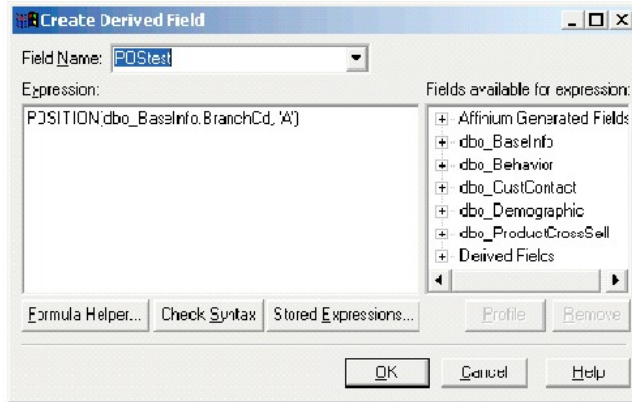 Create Derived Field
Field Name: POStest
Expression:
Fields available for expression:
POSITION(dbo_BaseInfo.BranchCd, 'A')
Affinium Generated Fields
dbo_BaseInfo
dbo_Behavior
dbo_CustContact
dbo_Demographic
dbo_ProductCrossSell
Derived Fields
Formula Helper...
Check Syntax
Stored Expressions...
Profile
Remove
OK
Cancel
Help